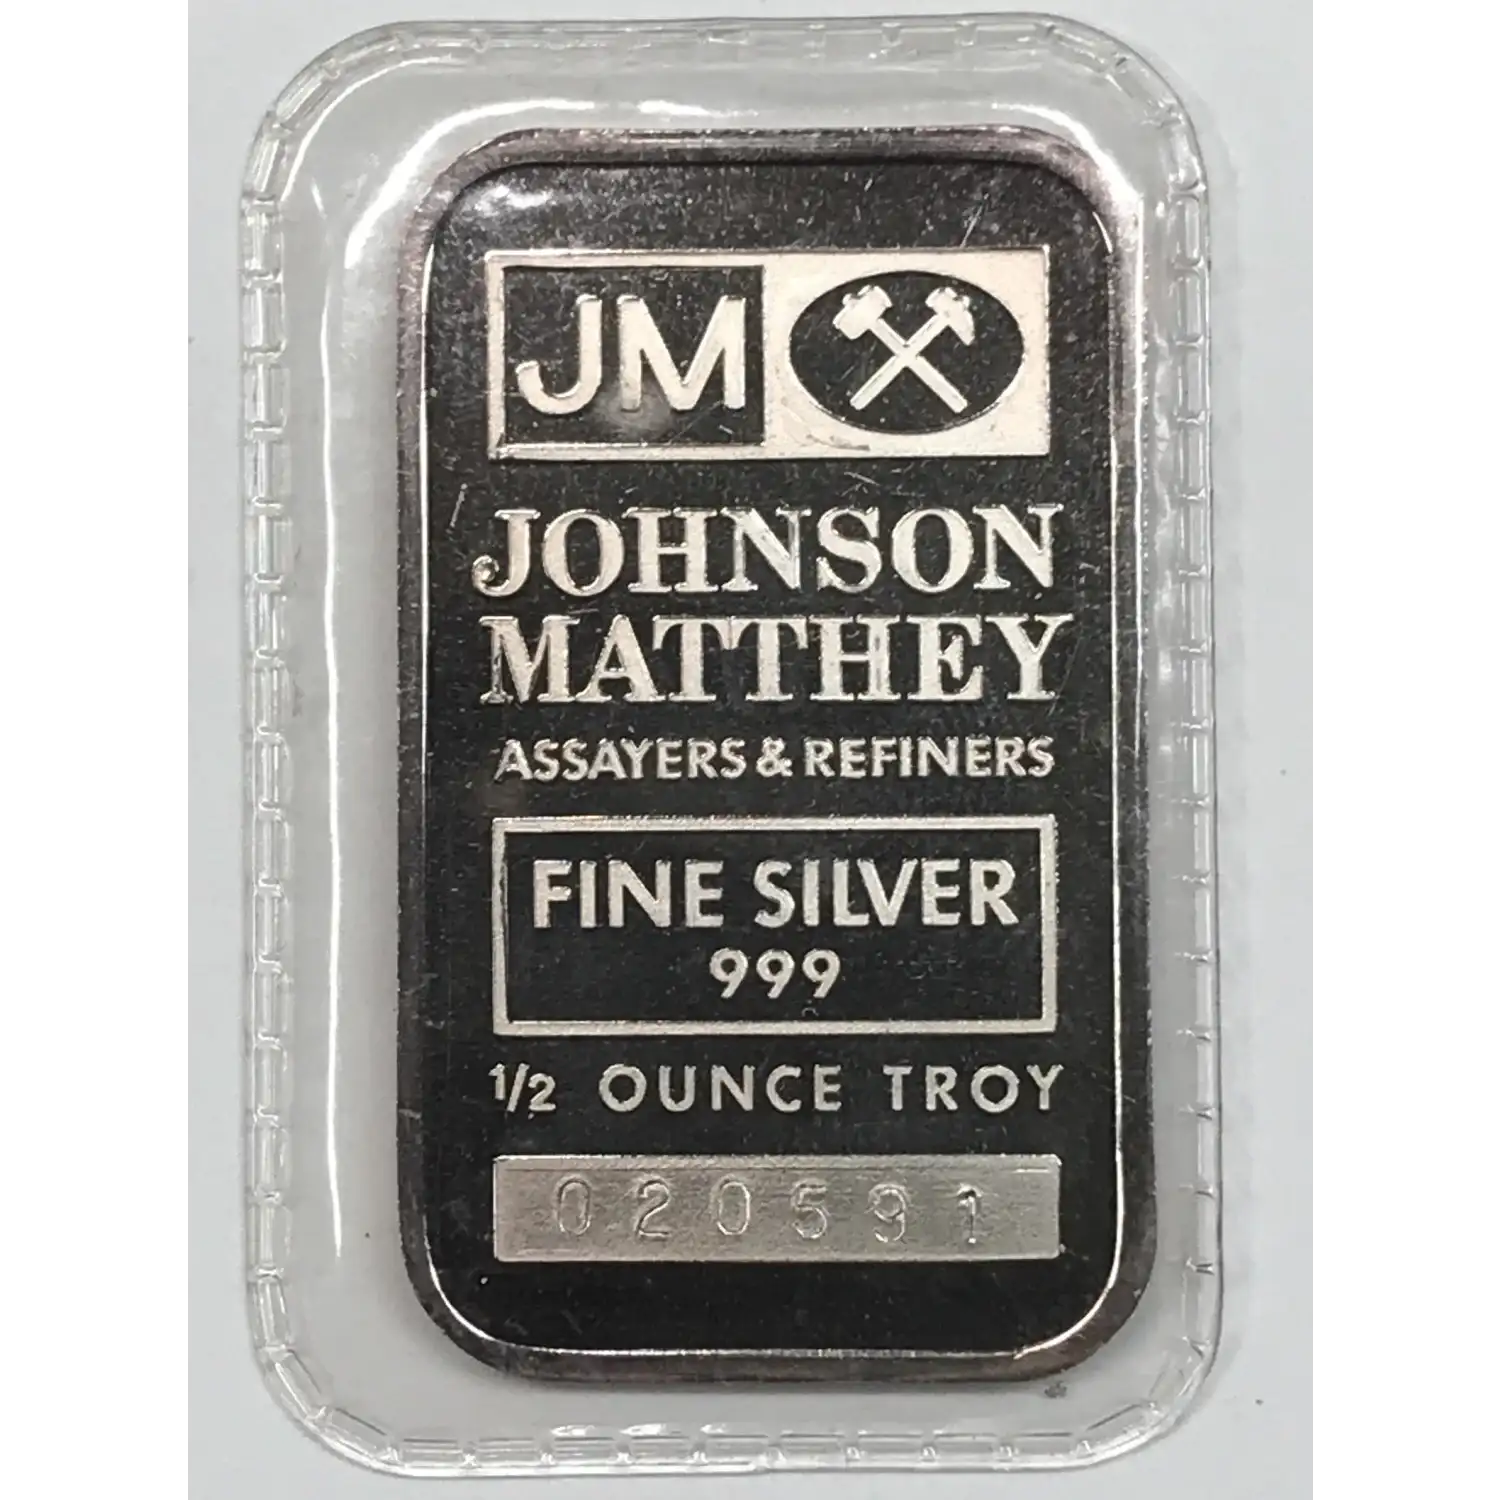 JM
JOHNSON
MATTHEY
ASSAYERS & REFINERS
FINE SILVER
999
1/2 OUNCE TROY
020591